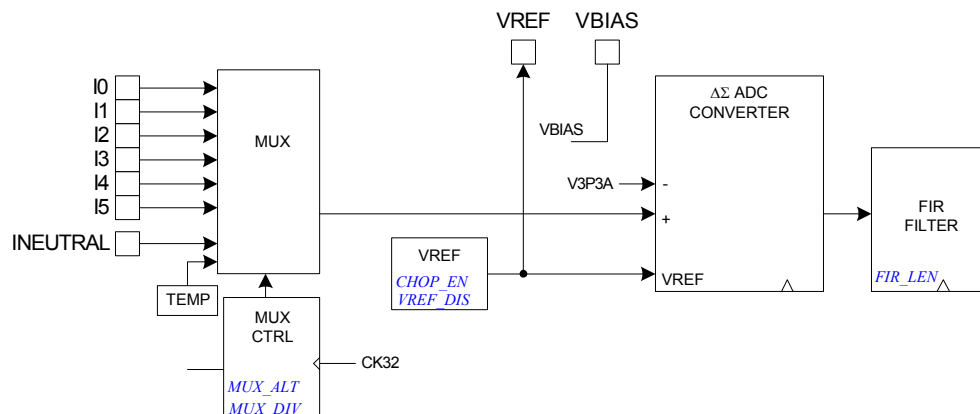 VREF
VBIAS
I0
I1
I2
I3
I4
I5
INEUTRAL
MUX
TEMP
MUX
CTRL
MUX_ALT
MUX_DIV
CK32
VREF
CHOP_EN
VREF_DIS
VBIAS
V3P3A
ΔΣ ADC
CONVERTER
-
+
VREF
FIR
FILTER
FIR_LEN